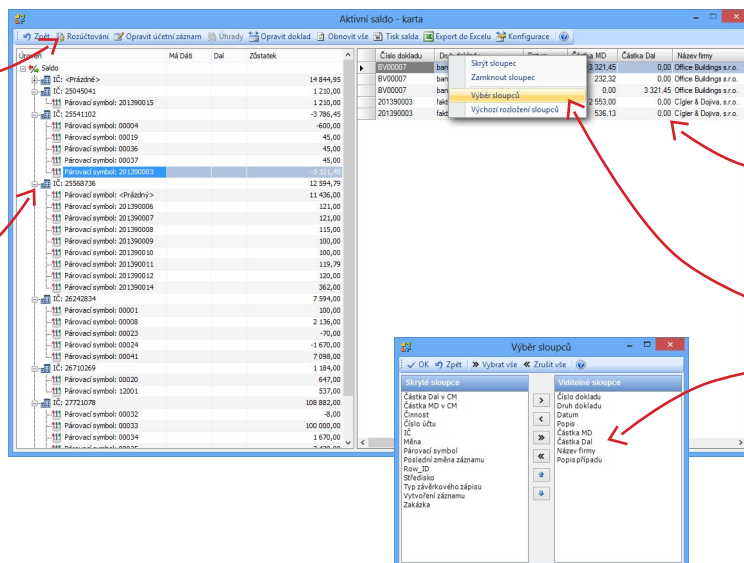 Aktivní saldo - karta
Zpět Rozúčtování Opravit účetní záznam Úhrady Opravit doklad Obnovit vše Tisk salda Export do Excelu Konfigurace
Úroveň Má Dáti Dal Zůstatek
Saldo
IČ: <Prázdné> 14 844,95
IČ: 25045041 1 210,00
Párovací symbol: 201390015 1 210,00
IČ: 25541102 -3 786,45
Párovací symbol: 00004 -600,00
Párovací symbol: 00019 45,00
Párovací symbol: 00036 45,00
Párovací symbol: 00037 45,00
Párovací symbol: 201390003 -3 321,45
IČ: 25568736 12 594,79
Párovací symbol: <Prázdný> 11 436,00
Párovací symbol: 201390006 121,00
Párovací symbol: 201390007 121,00
Párovací symbol: 201390008 115,00
Párovací symbol: 201390009 100,00
Párovací symbol: 201390010 100,00
Párovací symbol: 201390011 119,79
Párovací symbol: 201390012 120,00
Párovací symbol: 201390014 362,00
IČ: 26242834 7 594,00
Párovací symbol: 00001 100,00
Párovací symbol: 00008 2 136,00
Párovací symbol: 00023 -70,00
Párovací symbol: 00024 -1 670,00
Párovací symbol: 00041 7 098,00
IČ: 26710269 1 184,00
Párovací symbol: 00020 647,00
Párovací symbol: 12001 537,00
IČ: 27721078 108 882,00
Párovací symbol: 00032 -8,00
Párovací symbol: 00033 100 000,00
Párovací symbol: 00034 1 670,00
Číslo dokladu Částka MD Částka Dal Název firmy
BV00007 ban 3 321,45 0,00 Office Buildings s.r.o.
BV00007 ban 232,32 0,00 Office Buildings s.r.o.
BV00007 ban 0,00 3 321,45 Office Buildings s.r.o.
201390003 fakt 2 553,00 0,00 Cígler & Dojiva, s.r.o.
201390003 fakt 536,13 0,00 Cígler & Dojiva, s.r.o.
Skrýt sloupec
Zamknout sloupec
Výběr sloupců
Výchozí rozložení sloupců
Výběr sloupců
OK Zpět Vybrat vše Zrušit vše
Skryté sloupce
Částka Dal v CM
Částka MD v CM
Činnost
Číslo účtu
IČ
Měna
Párovací symbol
Poslední změna záznamu
Row_ID
Středisko
Typ závěrkového zápisu
Vytvoření záznamu
Zakázka
Viditelné sloupce
Číslo dokladu
Druh dokladu
Datum
Popis
Částka MD
Částka Dal
Název firmy
Popis případu